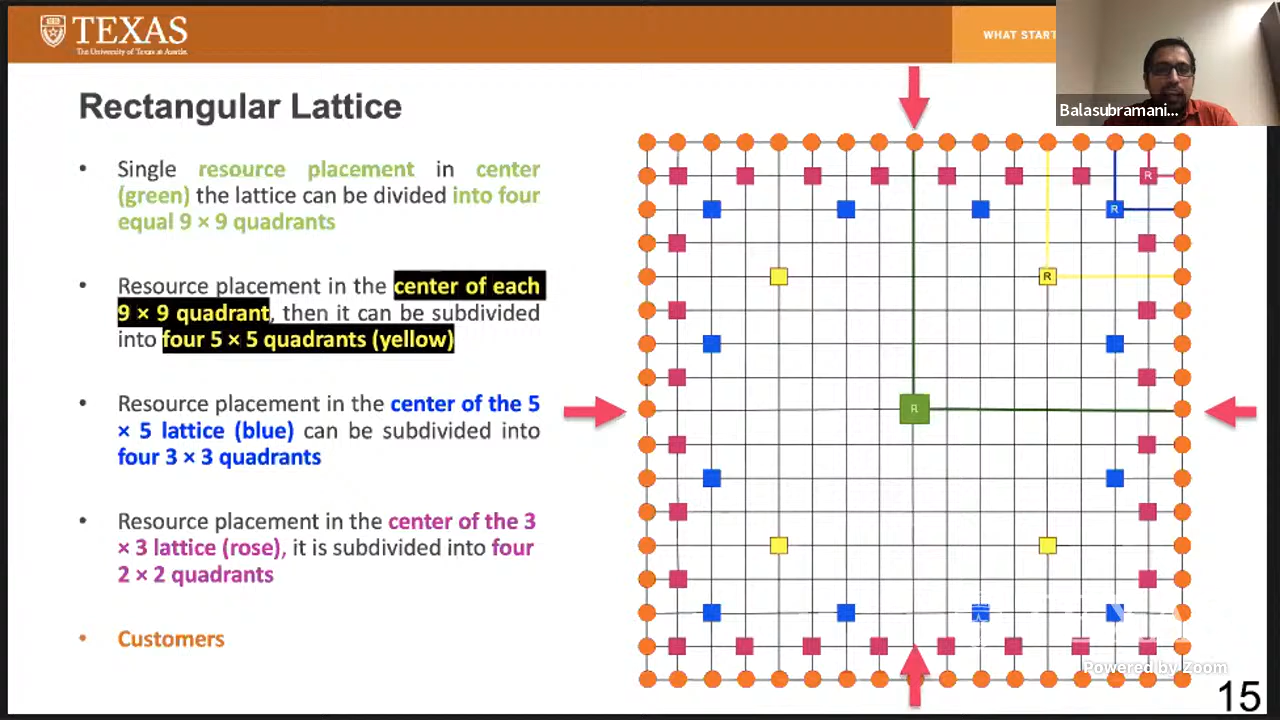 TEXAS
The University of Texas at Austin
WHAT START
Balasubramani...
Rectangular Lattice
• Single resource placement in center
(green) the lattice can be divided into four
equal 9 × 9 quadrants
• Resource placement in the center of each
9 × 9 quadrant, then it can be subdivided
into four 5 × 5 quadrants (yellow)
• Resource placement in the center of the 5
× 5 lattice (blue) can be subdivided into
four 3 × 3 quadrants
• Resource placement in the center of the 3
× 3 lattice (rose), it is subdivided into four
2 × 2 quadrants
• Customers
R
R
R
R
Powered by Zoom
15